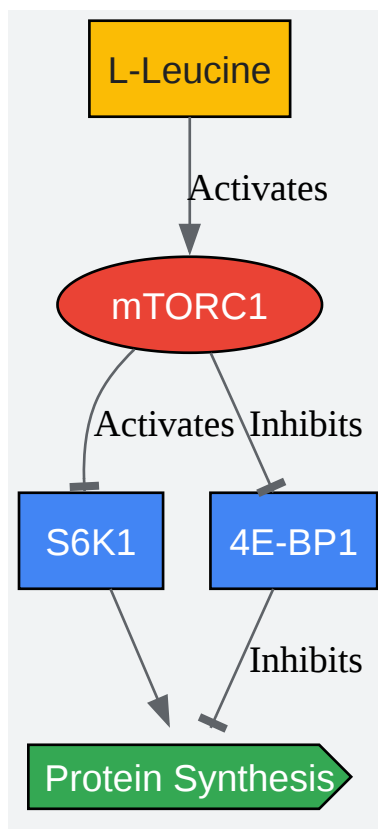 L-Leucine
Activates
mTORC1
Activates
Inhibits
S6K1
4E-BP1
Inhibits
Protein Synthesis